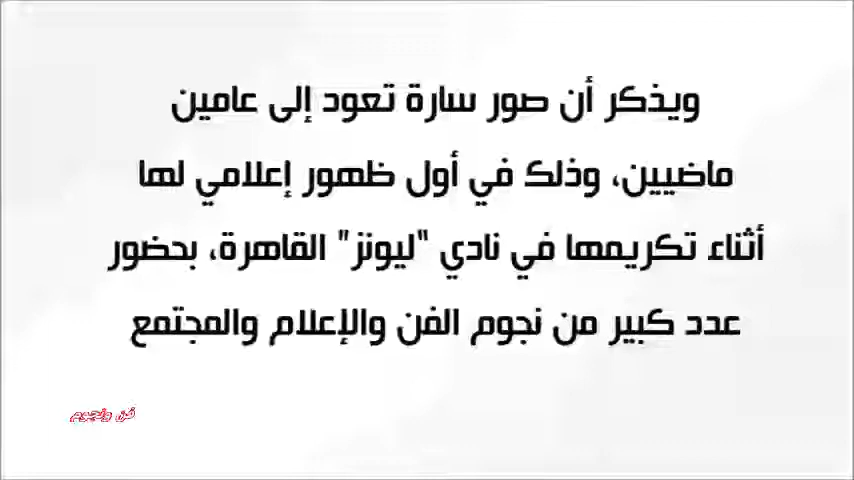 ويذكر أن صور سارة تعود إلى عامين
ماضيين، وذلك في أول ظهور إعلامي لها
أثناء تكريمها في نادي "ليونز" القاهرة، بحضور
عدد كبير من نجوم الفن والإعلام والمجتمع
فن ونجوم